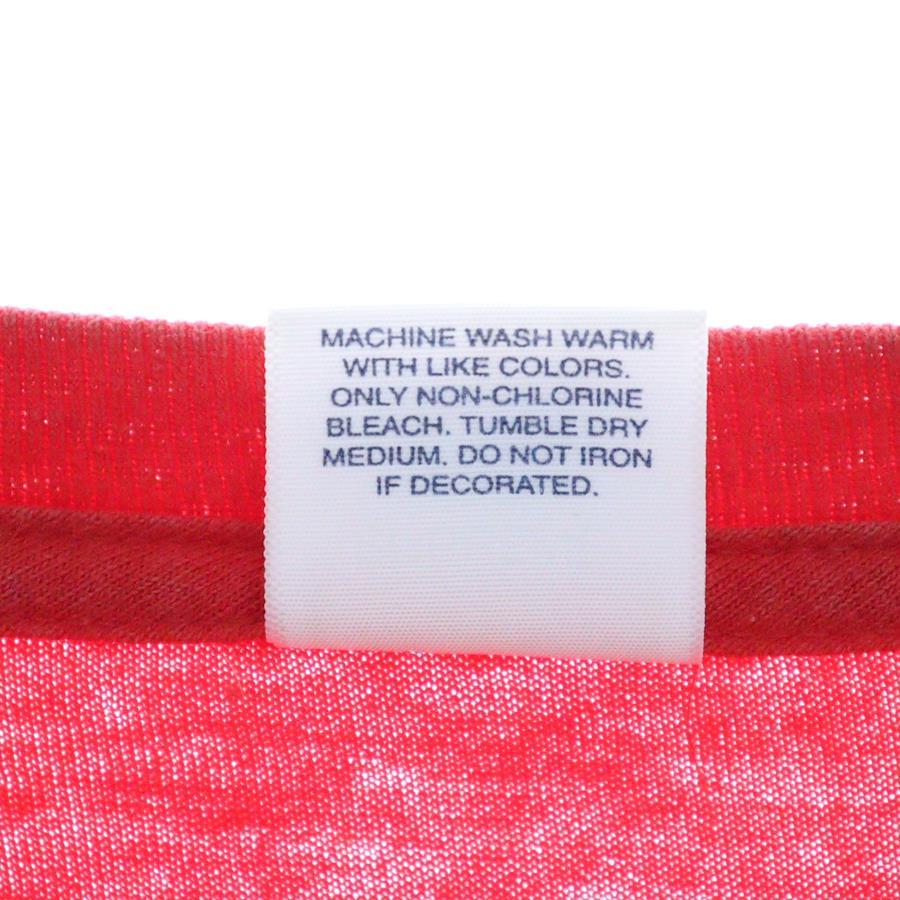 MACHINE WASH WARM
WITH LIKE COLORS.
ONLY NON-CHLORINE
BLEACH. TUMBLE DRY
MEDIUM. DO NOT IRON
IF DECORATED.